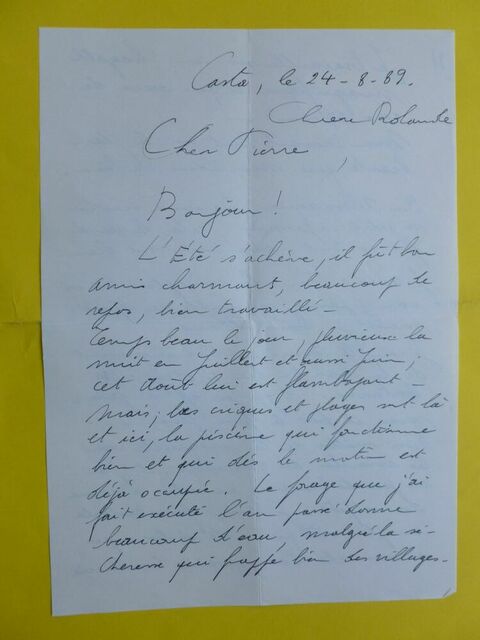 Casta, le 24-8-89.
Chere Rolande
Cher Pierre,
Bonjour !
L'Été s'achève, il fût bon
amis charmant, beaucoup de
repos, bien travaillé -
Temps beau le jour, pluvieux la
nuit en Juillet et aussi Juin,
cet Août lui est flamboyant -
Mais, les criques et plages sont là
et ici, la piscine qui fonctionne
bien et qui dès le matin est
déjà occupée. Le forage que j'ai
fait exécuté l'an passé donne
beaucoup d'eau, malgré la sé-
cheresse qui frappe bien des villages -